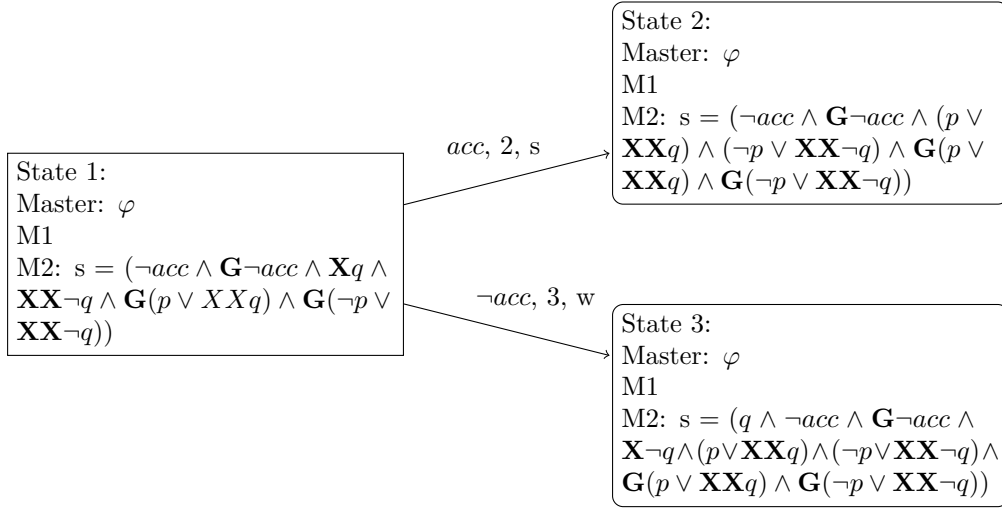 State 2:
Master: φ
M1
M2: s = (¬acc ∧ G¬acc ∧ (p ∨
XXq) ∧ (¬p ∨ XX¬q) ∧ G(p ∨
XXq) ∧ G(¬p ∨ XX¬q))
acc, 2, s
State 1:
Master: φ
M1
M2: s = (¬acc ∧ G¬acc ∧ Xq ∧
XX¬q ∧ G(p ∨ XXq) ∧ G(¬p ∨
XX¬q))
¬acc, 3, w
State 3:
Master: φ
M1
M2: s = (q ∧ ¬acc ∧ G¬acc ∧
X¬q∧(p∨XXq)∧(¬p∨XX¬q)∧
G(p ∨ XXq) ∧ G(¬p ∨ XX¬q))